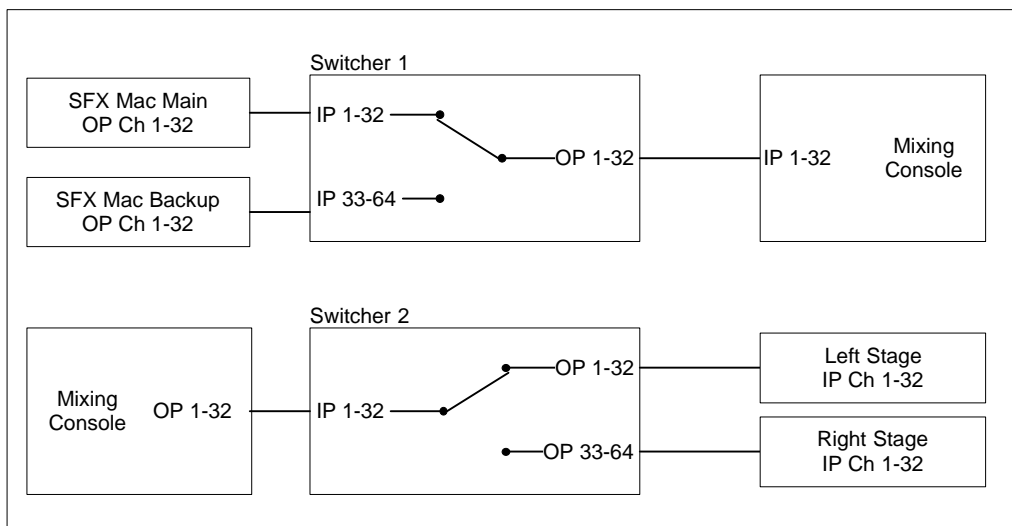 Switcher 1
SFX Mac Main
OP Ch 1-32
IP 1-32
OP 1-32
IP 1-32
Mixing
Console
SFX Mac Backup
OP Ch 1-32
IP 33-64
Switcher 2
Mixing
Console
OP 1-32
IP 1-32
OP 1-32
OP 33-64
Left Stage
IP Ch 1-32
Right Stage
IP Ch 1-32